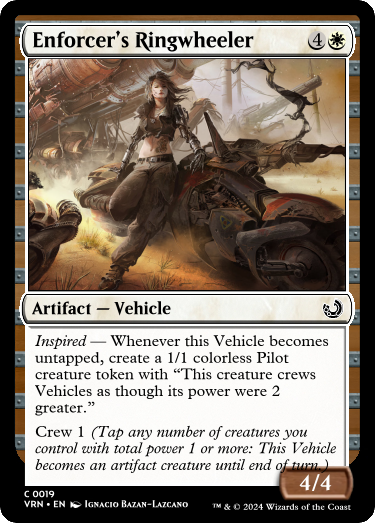 Enforcer's Ringwheeler 4
Artifact — Vehicle
Inspired — Whenever this Vehicle becomes
untapped, create a 1/1 colorless Pilot
creature token with “This creature crews
Vehicles as though its power were 2
greater.”
Crew 1 (Tap any number of creatures you
control with total power 1 or more: This Vehicle
becomes an artifact creature until end of turn.)
4/4
C 0019
VRN • EN Ignacio Bazan-Lazcano
™ & © 2024 Wizards of the Coast